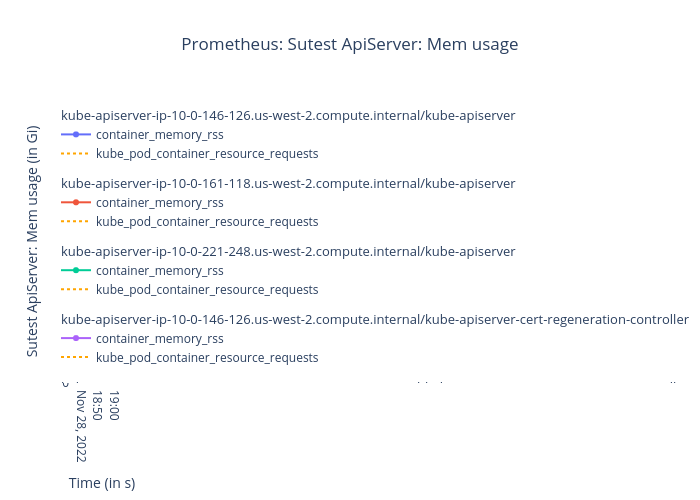 Prometheus: Sutest ApiServer: Mem usage
kube-apiserver-ip-10-0-146-126.us-west-2.compute.internal/kube-apiserver
container_memory_rss
kube_pod_container_resource_requests
kube-apiserver-ip-10-0-161-118.us-west-2.compute.internal/kube-apiserver
container_memory_rss
kube_pod_container_resource_requests
kube-apiserver-ip-10-0-221-248.us-west-2.compute.internal/kube-apiserver
container_memory_rss
kube_pod_container_resource_requests
kube-apiserver-ip-10-0-146-126.us-west-2.compute.internal/kube-apiserver-cert-regeneration-controller
container_memory_rss
kube_pod_container_resource_requests
Sutest ApiServer: Mem usage (in Gi)
18:50
Nov 28, 2022
19:00
Time (in s)